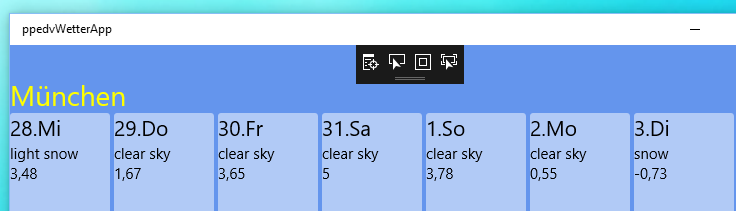 ppedvWetterApp
München
28.Mi 29.Do 30.Fr 31.Sa 1.So 2.Mo 3.Di
light snow clear sky clear sky clear sky clear sky clear sky snow
3,48 1,67 3,65 5 3,78 0,55 -0,73